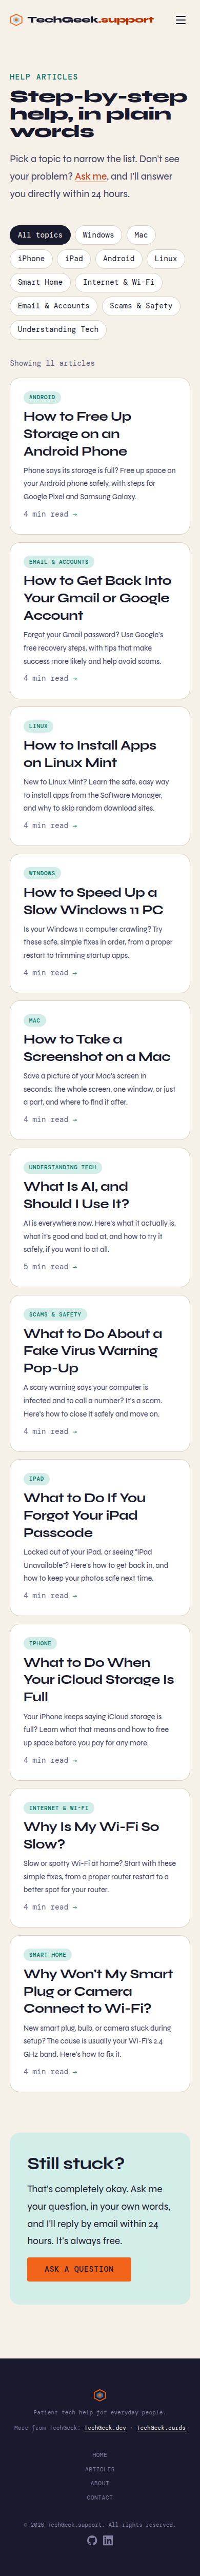 TechGeek.support
HELP ARTICLES
Step-by-step
help, in plain
words
Pick a topic to narrow the list. Don't see
your problem? Ask me, and I'll answer
you directly within 24 hours.
All topics
Windows
Mac
iPhone
iPad
Android
Linux
Smart Home
Internet & Wi-Fi
Email & Accounts
Scams & Safety
Understanding Tech
Showing 11 articles
ANDROID
How to Free Up
Storage on an
Android Phone
Phone says its storage is full? Free up space on
your Android phone safely, with steps for
Google Pixel and Samsung Galaxy.
4 min read →
EMAIL & ACCOUNTS
How to Get Back Into
Your Gmail or Google
Account
Forgot your Gmail password? Use Google's
free recovery steps, with tips that make
success more likely and help avoid scams.
4 min read →
LINUX
How to Install Apps
on Linux Mint
New to Linux Mint? Learn the safe, easy way
to install apps from the Software Manager,
and why to skip random download sites.
4 min read →
WINDOWS
How to Speed Up a
Slow Windows 11 PC
Is your Windows 11 computer crawling? Try
these safe, simple fixes in order, from a proper
restart to trimming startup apps.
4 min read →
MAC
How to Take a
Screenshot on a Mac
Save a picture of your Mac's screen in
seconds: the whole screen, one window, or just
a part, and where to find it after.
4 min read →
UNDERSTANDING TECH
What Is AI, and
Should I Use It?
AI is everywhere now. Here's what it actually is,
what it's good and bad at, and how to try it
safely, if you want to at all.
5 min read →
SCAMS & SAFETY
What to Do About a
Fake Virus Warning
Pop-Up
A scary warning says your computer is
infected and to call a number? It's a scam.
Here's how to close it safely and move on.
4 min read →
IPAD
What to Do If You
Forgot Your iPad
Passcode
Locked out of your iPad, or seeing "iPad
Unavailable"? Here's how to get back in, and
how to keep your photos safe next time.
4 min read →
IPHONE
What to Do When
Your iCloud Storage Is
Full
Your iPhone keeps saying iCloud storage is
full? Learn what that means and how to free
up space before you pay for any more.
4 min read →
INTERNET & WI-FI
Why Is My Wi-Fi So
Slow?
Slow or spotty Wi-Fi at home? Start with these
simple fixes, from a proper router restart to a
better spot for your router.
4 min read →
SMART HOME
Why Won't My Smart
Plug or Camera
Connect to Wi-Fi?
New smart plug, bulb, or camera stuck during
setup? The cause is usually your Wi-Fi's 2.4
GHz band. Here's how to fix it.
4 min read →
Still stuck?
That's completely okay. Ask me
your question, in your own words,
and I'll reply by email within 24
hours. It's always free.
ASK A QUESTION
Patient tech help for everyday people.
More from TechGeek: TechGeek.dev · TechGeek.cards
HOME
ARTICLES
ABOUT
CONTACT
© 2026 TechGeek.support. All rights reserved.